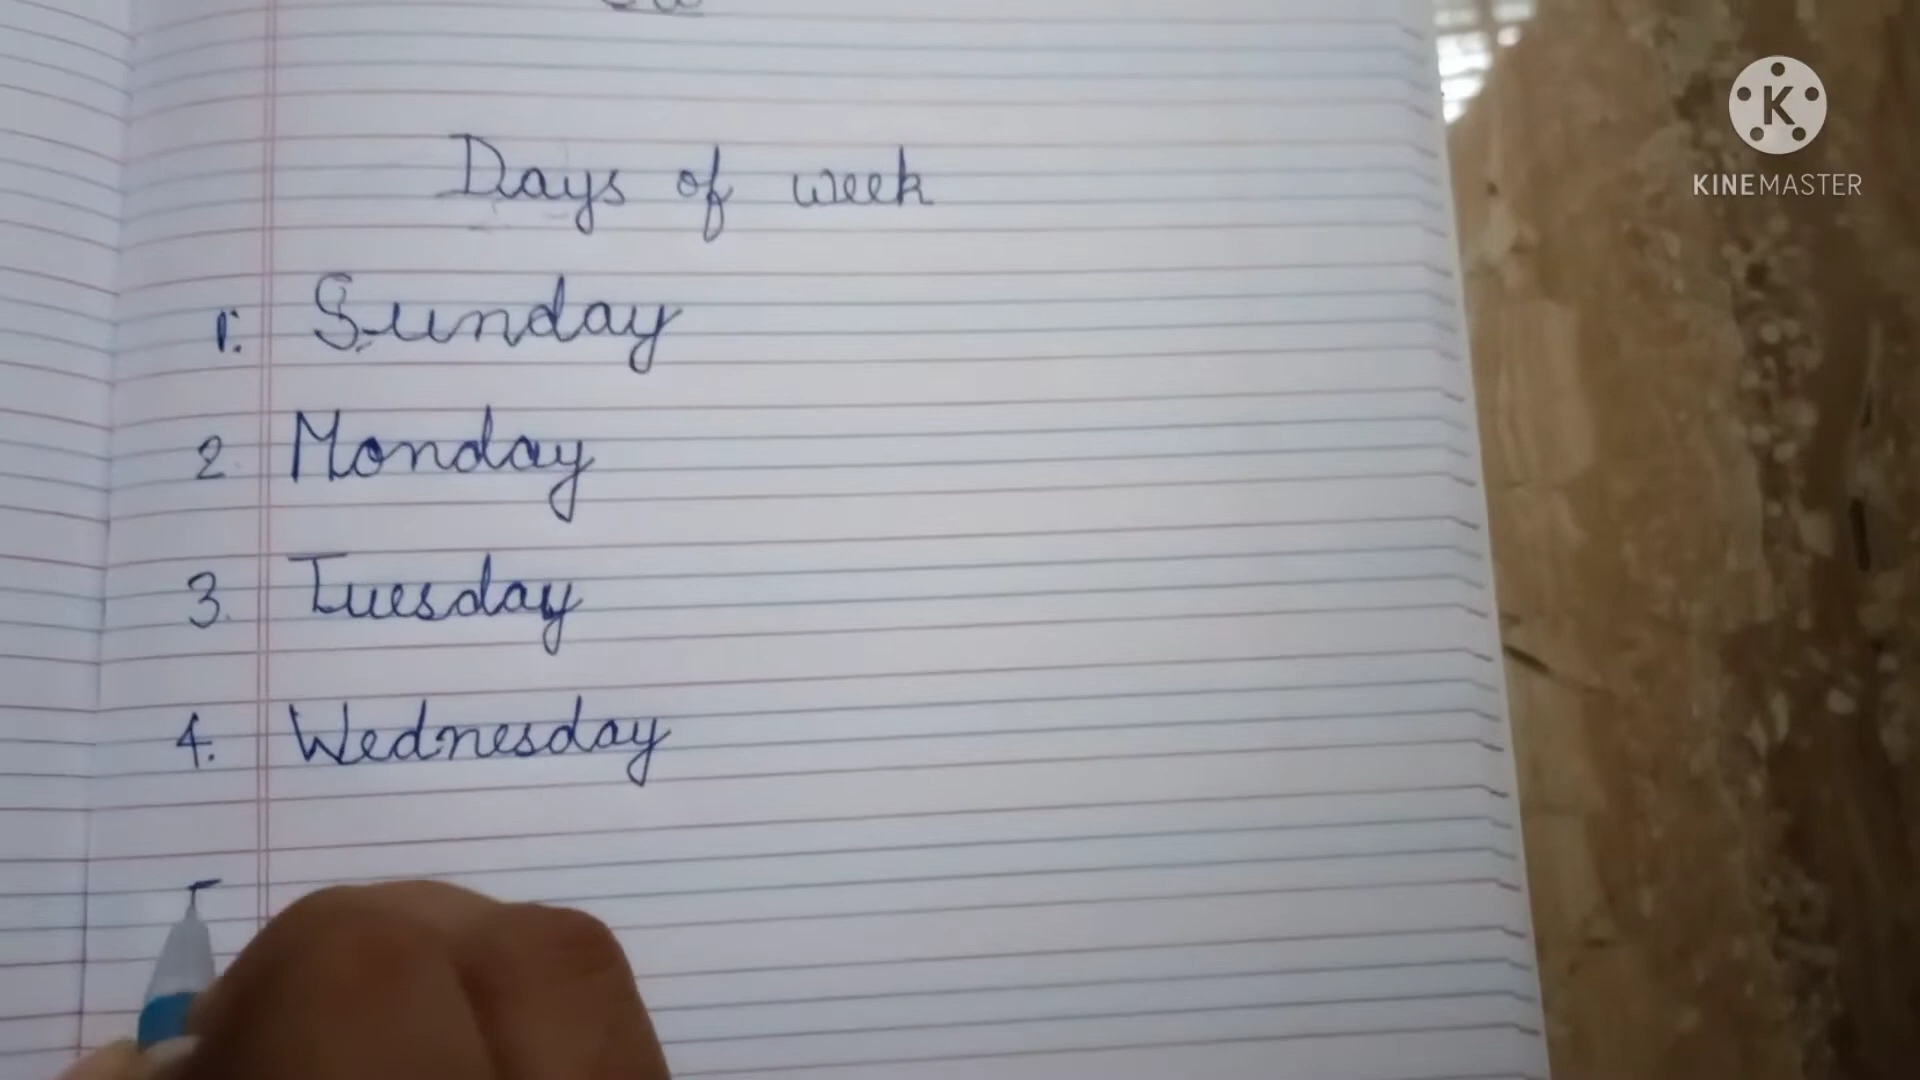 Days of week
1. Sunday
2. Monday
3. Tuesday
4. Wednesday
K
KINEMASTER